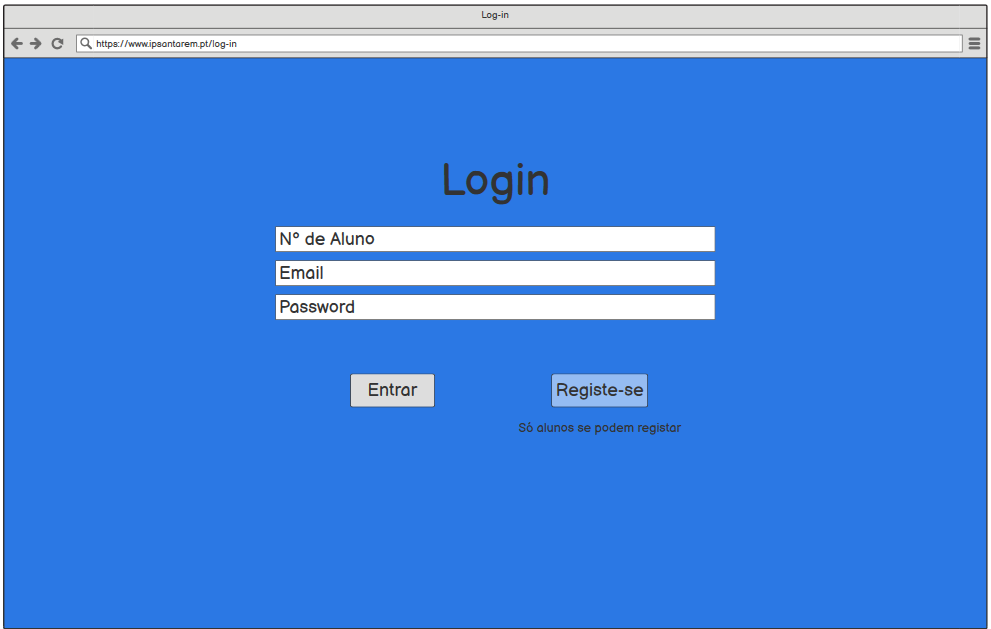 Log-in
https://www.ipsantarem.pt/log-in
Login
Nº de Aluno
Email
Password
Entrar
Registe-se
Só alunos se podem registar